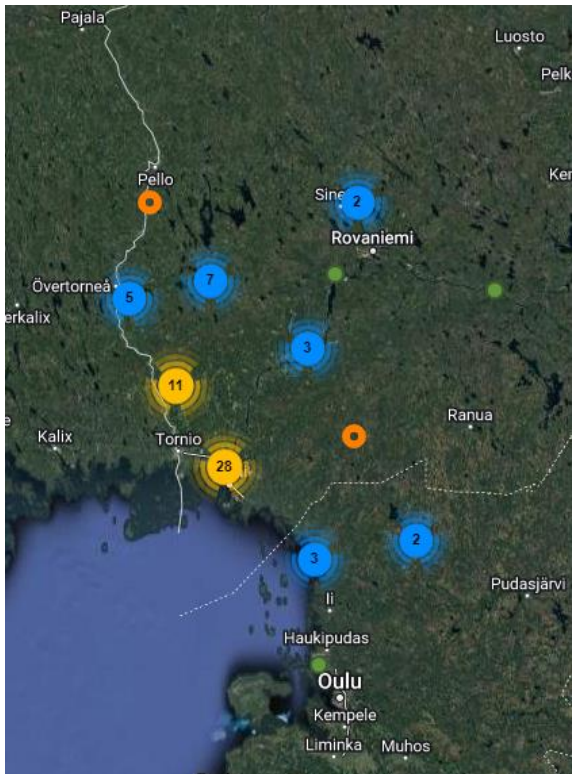 Pajala
Luosto
Pelk
Pello
Sine
2
Ker
Rovaniemi
7
Övertorneå
5
erkalix
3
11
Ranua
Kalix
Tornio
28
2
3
Pudasjärvi
Ii
Haukipudas
Oulu
Kempele
Liminka
Muhos